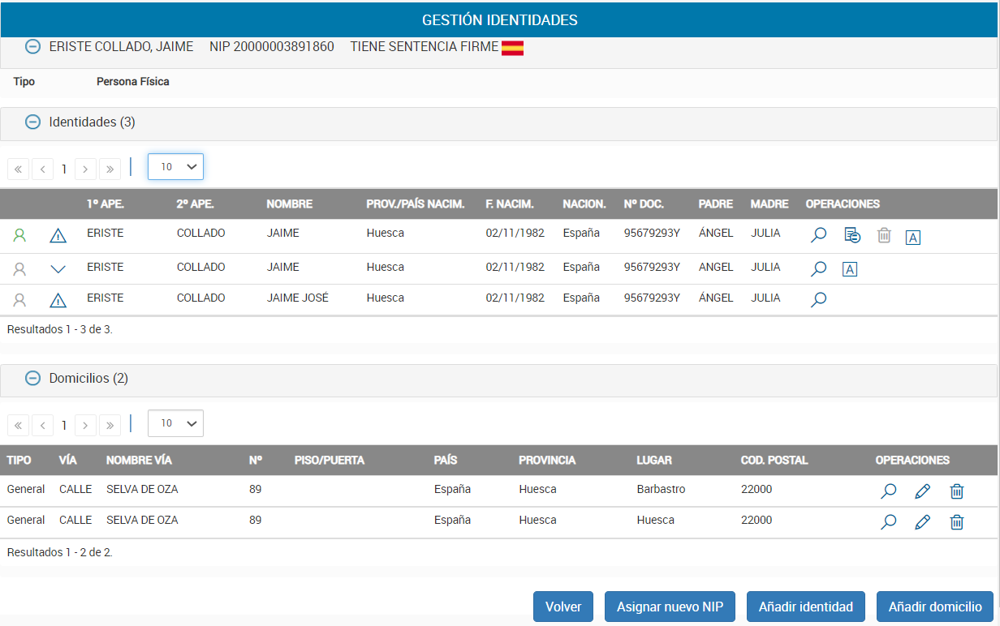 GESTIÓN IDENTIDADES
ERISTE COLLADO, JAIME NIP 20000003891860 TIENE SENTENCIA FIRME
Tipo Persona Física
Identidades (3)
« < 1 > » 10
1º APE. 2º APE. NOMBRE PROV./PAÍS NACIM. F. NACIM. NACION. Nº DOC. PADRE MADRE OPERACIONES
ERISTE COLLADO JAIME Huesca 02/11/1982 España 95679293Y ÁNGEL JULIA A
ERISTE COLLADO JAIME Huesca 02/11/1982 España 95679293Y ANGEL JULIA A
ERISTE COLLADO JAIME JOSÉ Huesca 02/11/1982 España 95679293Y ÁNGEL JULIA
Resultados 1 - 3 de 3.
Domicilios (2)
« < 1 > » 10
TIPO VÍA NOMBRE VÍA Nº PISO/PUERTA PAÍS PROVINCIA LUGAR COD. POSTAL OPERACIONES
General CALLE SELVA DE OZA 89 España Huesca Barbastro 22000
General CALLE SELVA DE OZA 89 España Huesca Huesca 22000
Resultados 1 - 2 de 2.
Volver Asignar nuevo NIP Añadir identidad Añadir domicilio